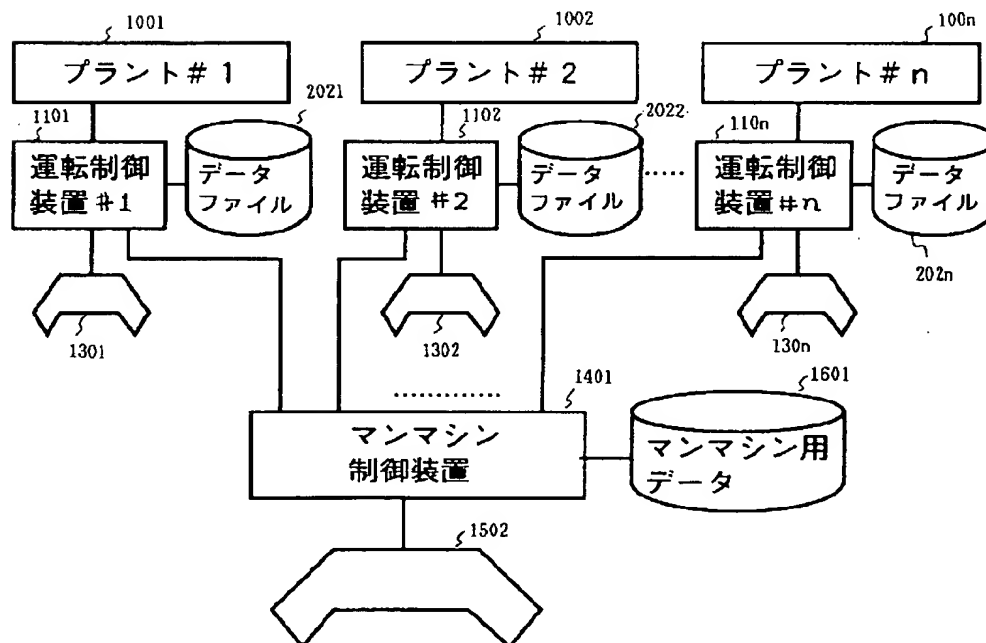 1001
1002
100n
プラント#1
プラント#2
プラント#n
1101
2021
1102
2022
110n
運転制御
装置#1
データ
ファイル
運転制御
装置#2
データ
ファイル
運転制御
装置#n
データ
ファイル
202n
1301
1302
130n
1401
1601
マンマシン
制御装置
マンマシン用
データ
1502